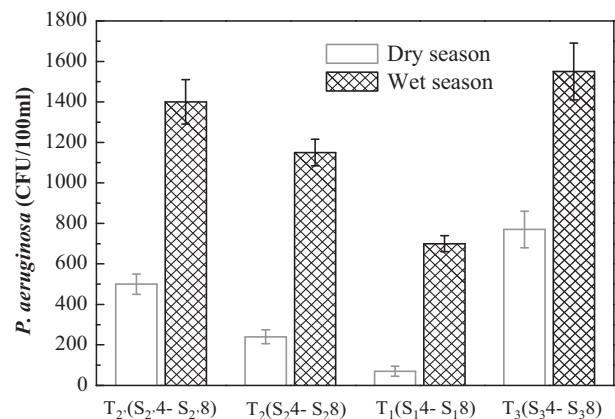 1800
1600
1400
1200
1000
800
600
400
200
0
P. aeruginosa (CFU/100ml)
Dry season
Wet season
T₂'(S₂'4- S₂'8)
T₂(S₂4- S₂8)
T₁(S₁4- S₁8)
T₃(S₃4- S₃8)